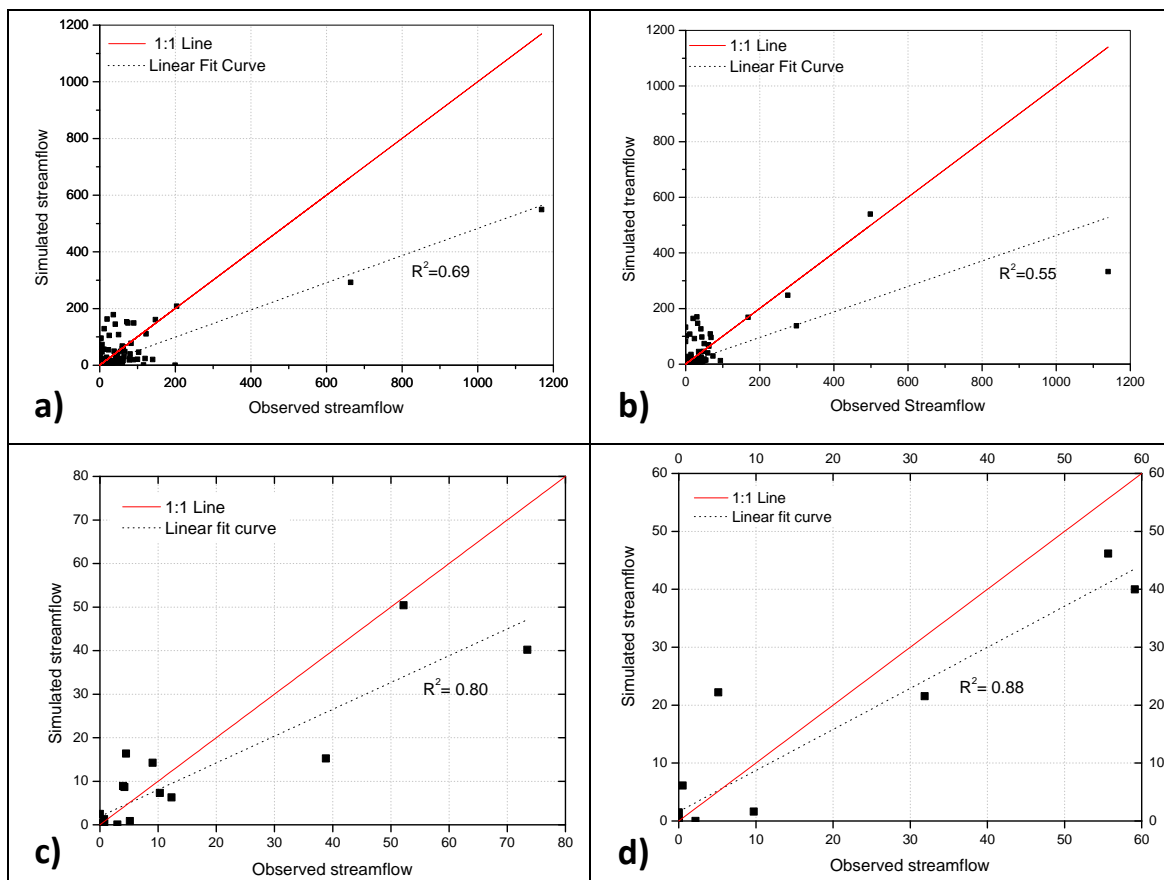 1200
1000
800
600
400
200
0
Simulated streamflow
1:1 Line
Linear Fit Curve
R²=0.69
0 200 400 600 800 1000 1200
Observed streamflow
a)
1200
1000
800
600
400
200
0
Simulated treamflow
1:1 Line
Linear Fit Curve
R²=0.55
0 200 400 600 800 1000 1200
Observed Streamflow
b)
80
70
60
50
40
30
20
10
0
Simulated streamflow
1:1 Line
Linear fit curve
R²= 0.80
0 10 20 30 40 50 60 70 80
Observed streamflow
c)
0 10 20 30 40 50 60
60 60
50 50
40 40
30 30
20 20
10 10
0 0
Simulated streamflow
1:1 Line
Linear fit curve
R²= 0.88
0 10 20 30 40 50 60
Observed streamflow
d)